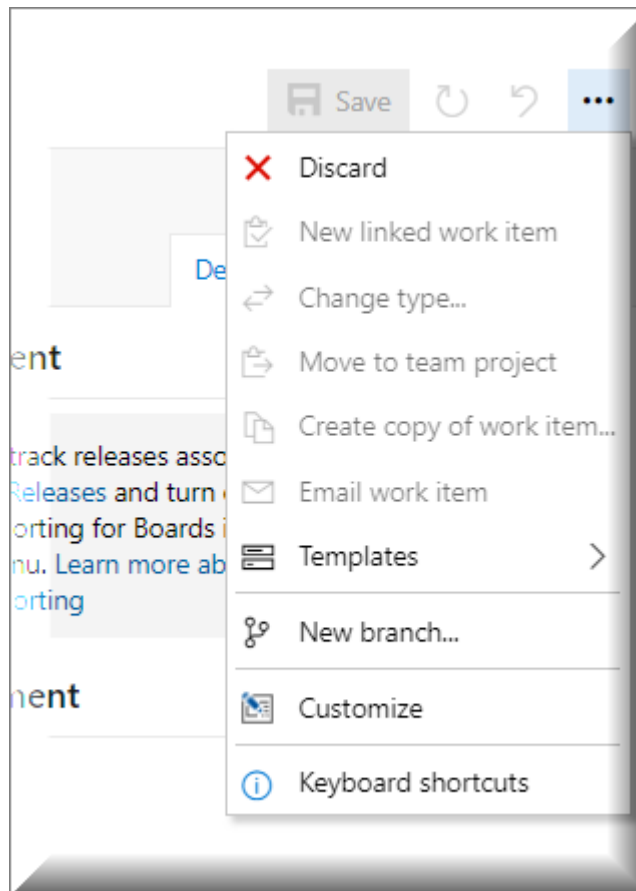 Save
Discard
New linked work item
De
Change type...
ent
Move to team project
Create copy of work item...
track releases asso
Releases and turn
Email work item
orting for Boards i
Templates
nu. Learn more ab
orting
New branch...
ment
Customize
Keyboard shortcuts